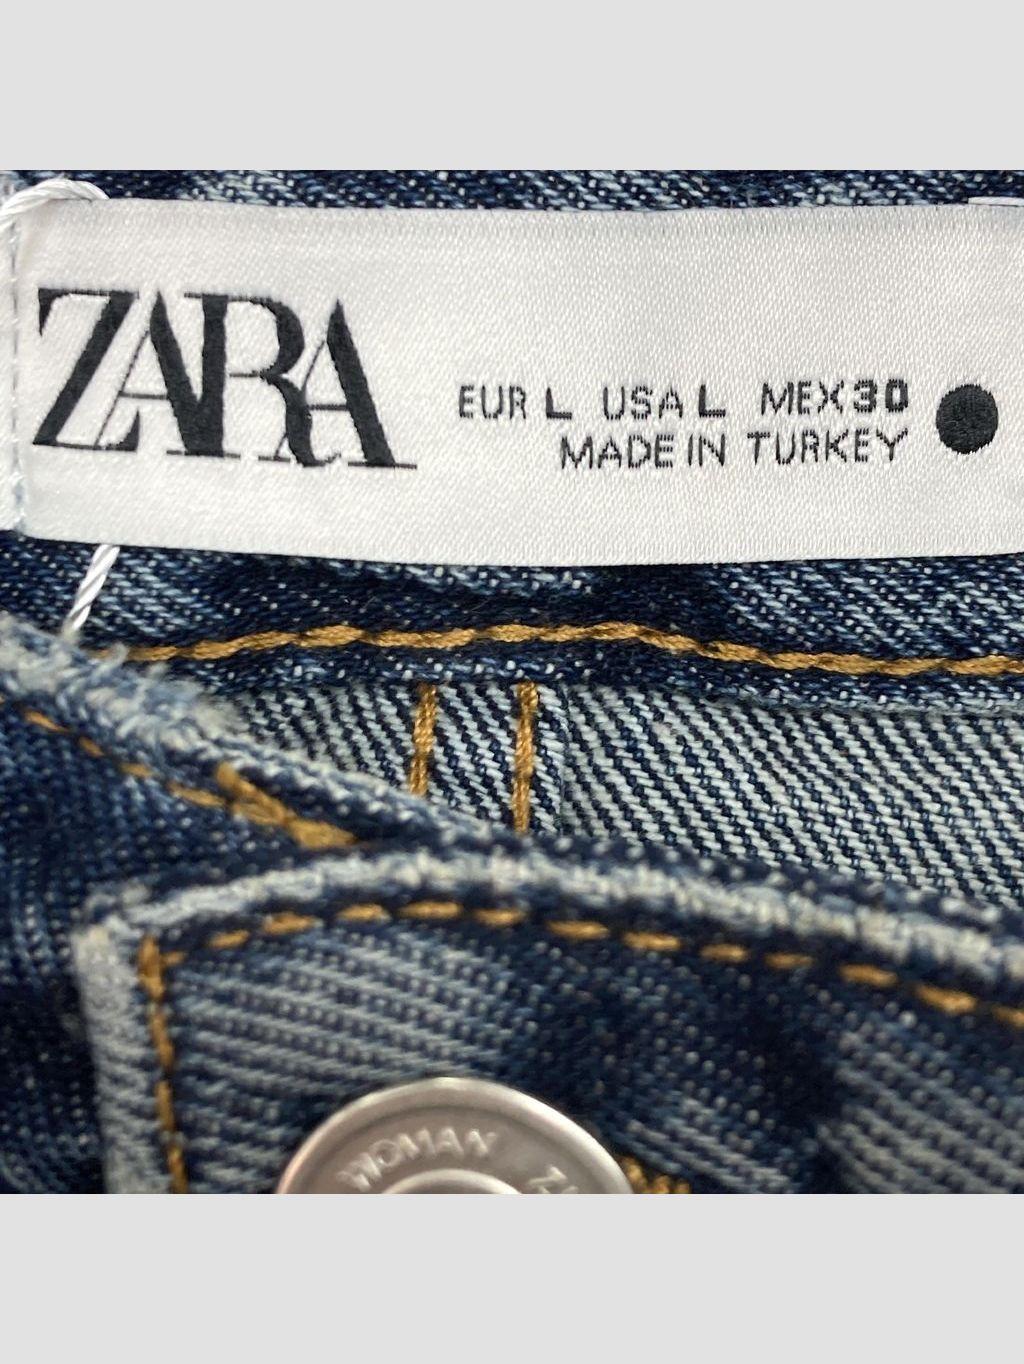 ZARA
EUR L USA L MEX 30
MADE IN TURKEY
WOMAN